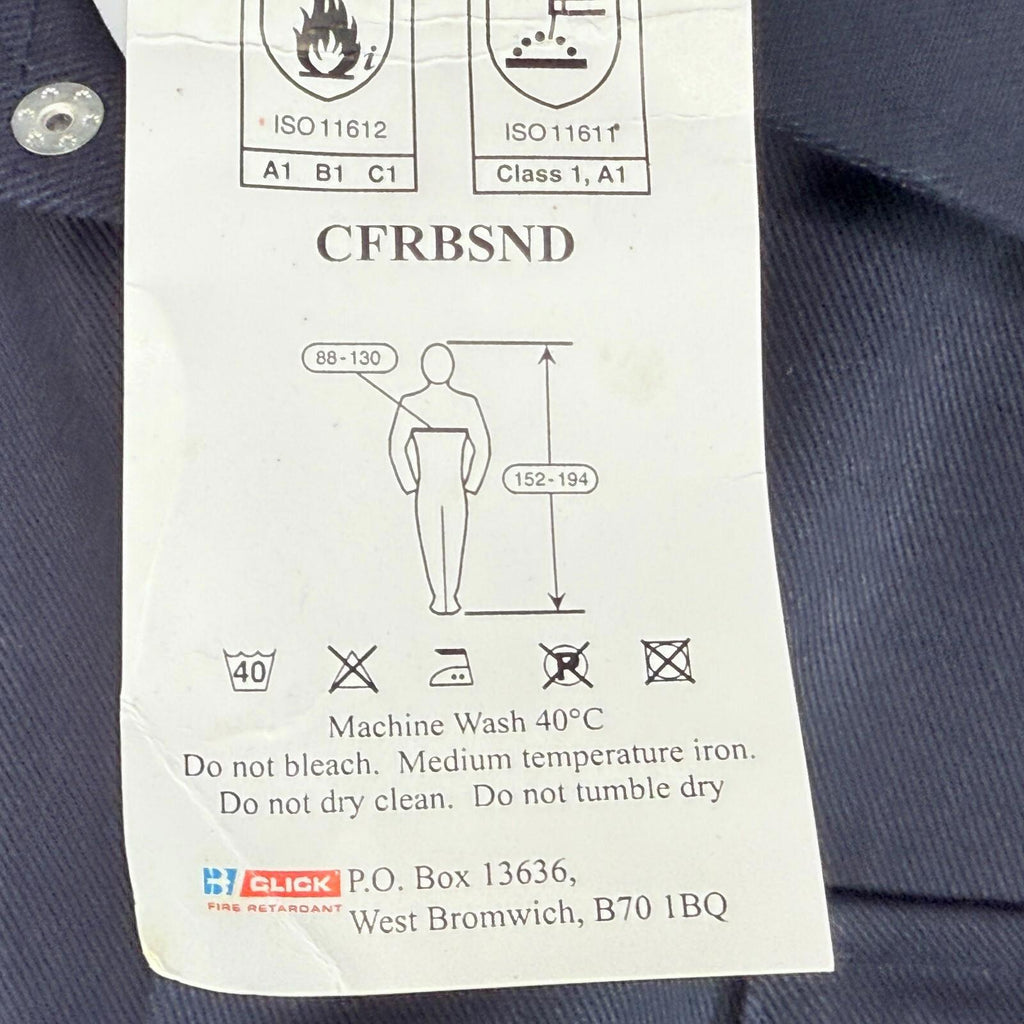 i
ISO 11612
ISO 11611
A1 B1 C1
Class 1, A1
CFRBSND
88-130
152-194
40
P
Machine Wash 40°C
Do not bleach. Medium temperature iron.
Do not dry clean. Do not tumble dry
B CLICK
FIRE RETARDANT
P.O. Box 13636,
West Bromwich, B70 1BQ